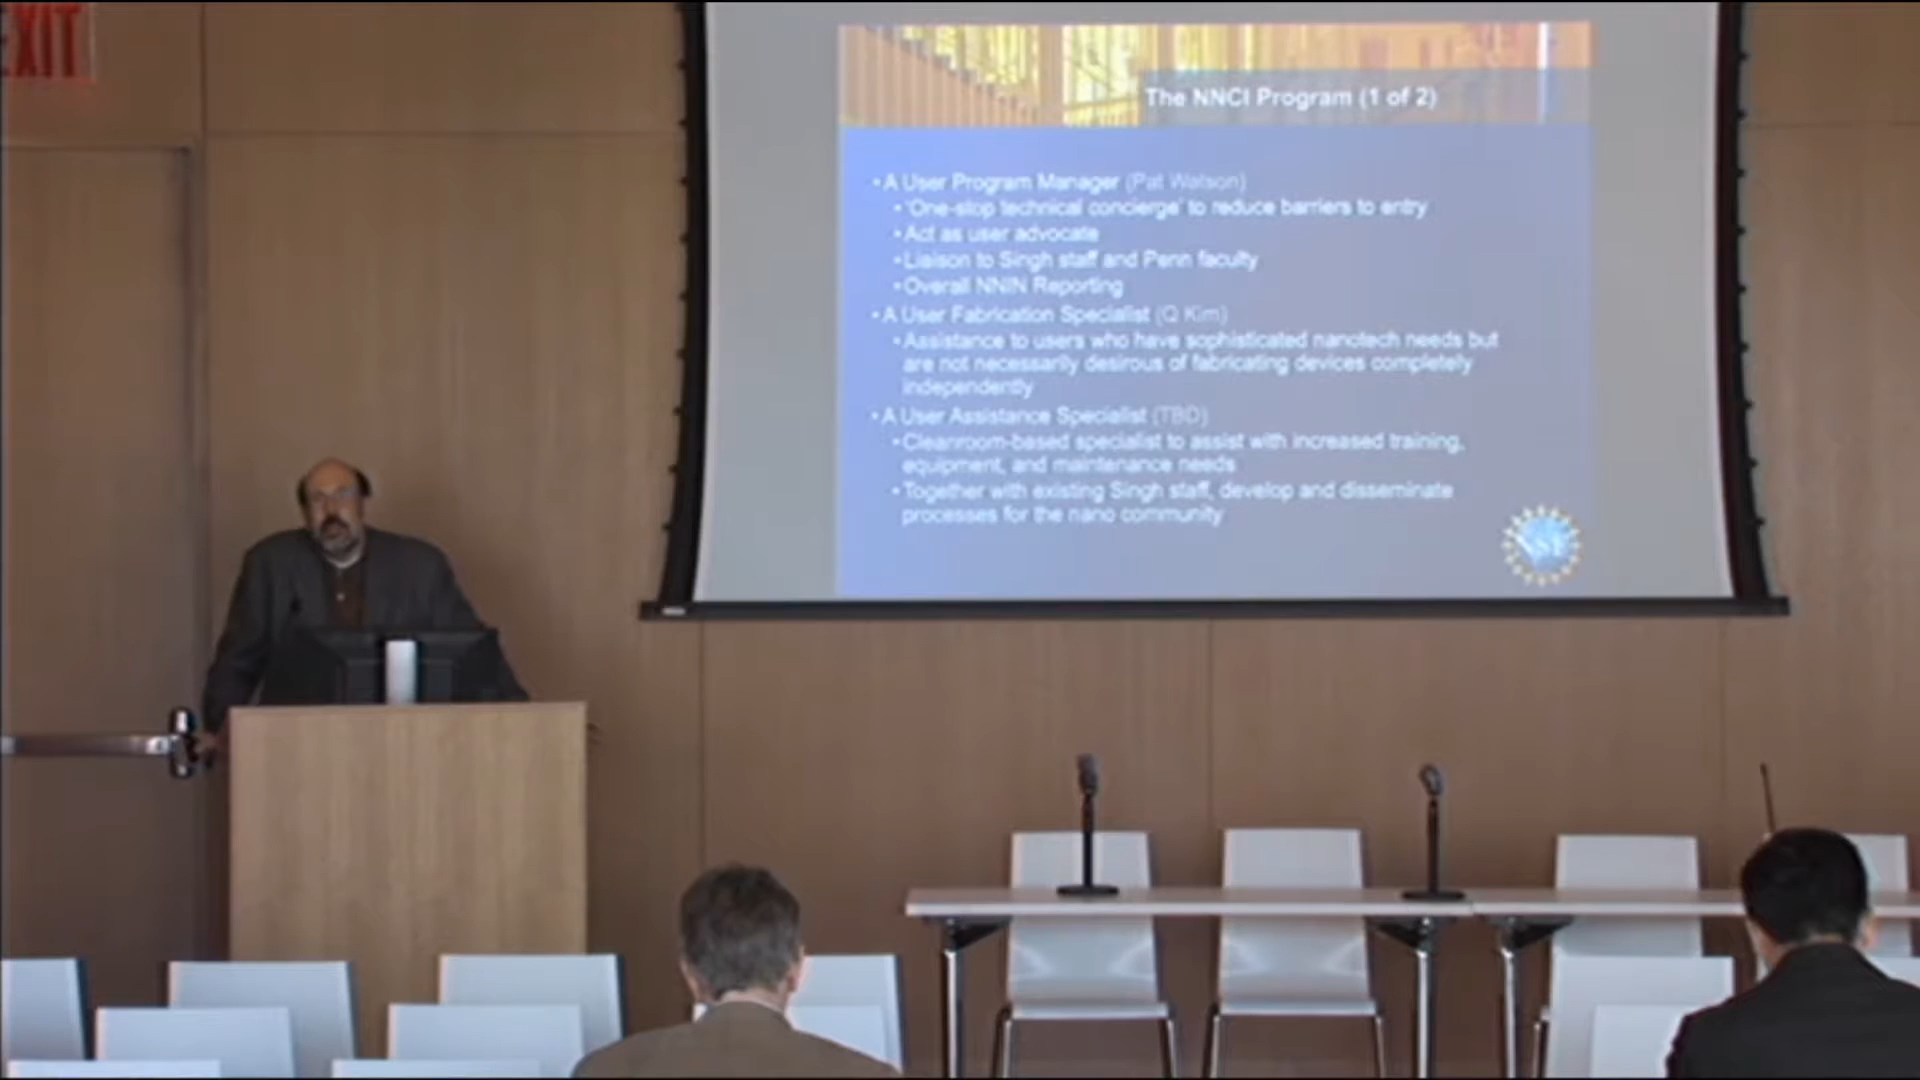 EXIT
The NNCI Program (1 of 2)
• A User Program Manager (Pat Watson)
• 'One-stop technical concierge' to reduce barriers to entry
• Act as user advocate
• Liaison to Singh staff and Penn faculty
• Overall NNIN Reporting
• A User Fabrication Specialist (Q Kim)
• Assistance to users who have sophisticated nanotech needs but
are not necessarily desirous of fabricating devices completely
independently
• A User Assistance Specialist (TBD)
• Cleanroom-based specialist to assist with increased training,
equipment, and maintenance needs
• Together with existing Singh staff, develop and disseminate
processes for the nano community
NSF